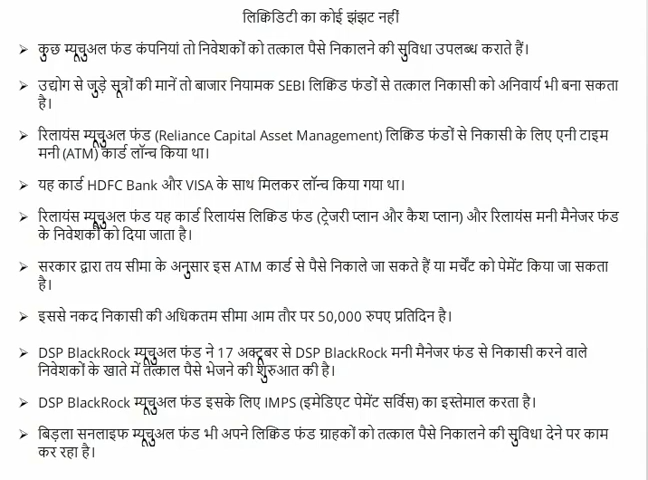 लिक्विडिटी का कोई झंझट नहीं
➢ कुछ म्यूचुअल फंड कंपनियां तो निवेशकों को तत्काल पैसे निकालने की सुविधा उपलब्ध कराते हैं।
➢ उद्योग से जुड़े सूत्रों की मानें तो बाजार नियामक SEBI लिक्विड फंडों से तत्काल निकासी को अनिवार्य भी बना सकता
है।
➢ रिलायंस म्यूचुअल फंड (Reliance Capital Asset Management) लिक्विड फंडों से निकासी के लिए एनी टाइम
मनी (ATM) कार्ड लॉन्च किया था।
➢ यह कार्ड HDFC Bank और VISA के साथ मिलकर लॉन्च किया गया था।
➢ रिलायंस म्यूचुअल फंड यह कार्ड रिलायंस लिक्विड फंड (ट्रेजरी प्लान और कैश प्लान) और रिलायंस मनी मैनेजर फंड
के निवेशकों को दिया जाता है।
➢ सरकार द्वारा तय सीमा के अनुसार इस ATM कार्ड से पैसे निकाले जा सकते हैं या मर्चेंट को पेमेंट किया जा सकता
है।
➢ इससे नकद निकासी की अधिकतम सीमा आम तौर पर 50,000 रुपए प्रतिदिन है।
➢ DSP BlackRock म्यूचुअल फंड ने 17 अक्टूबर से DSP BlackRock मनी मैनेजर फंड से निकासी करने वाले
निवेशकों के खाते में तत्काल पैसे भेजने की शुरुआत की है।
➢ DSP BlackRock म्यूचुअल फंड इसके लिए IMPS (इमेडिएट पेमेंट सर्विस) का इस्तेमाल करता है।
➢ बिड़ला सनलाइफ म्यूचुअल फंड भी अपने लिक्विड फंड ग्राहकों को तत्काल पैसे निकालने की सुविधा देने पर काम
कर रहा है।